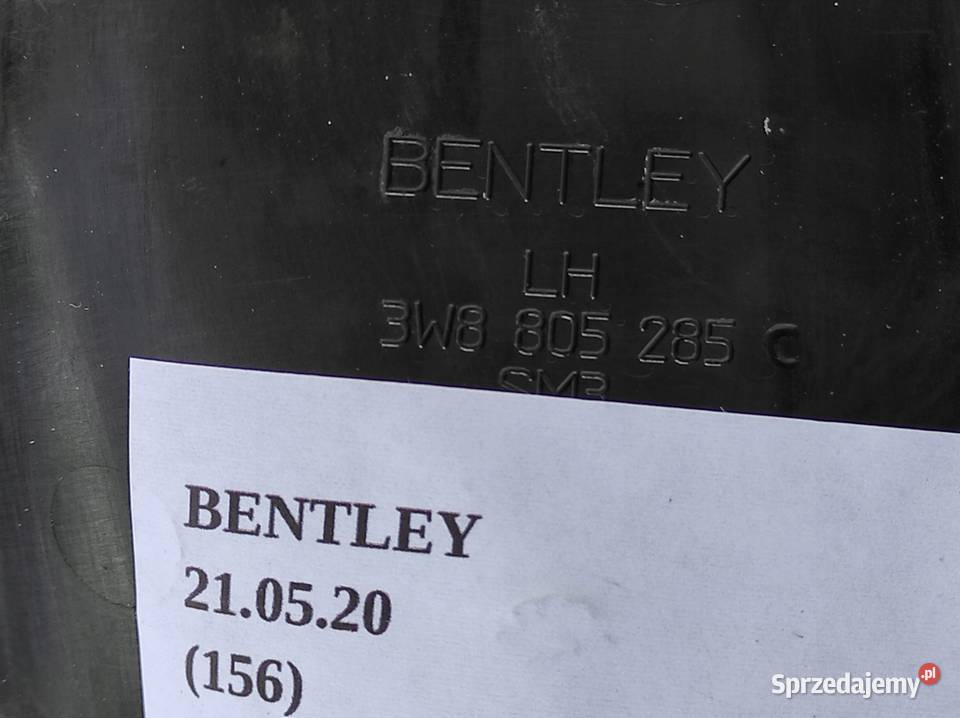 BENTLEY
LH
3W8 805 285 C
BENTLEY
21.05.20
(156)
Sprzedajemy.pl